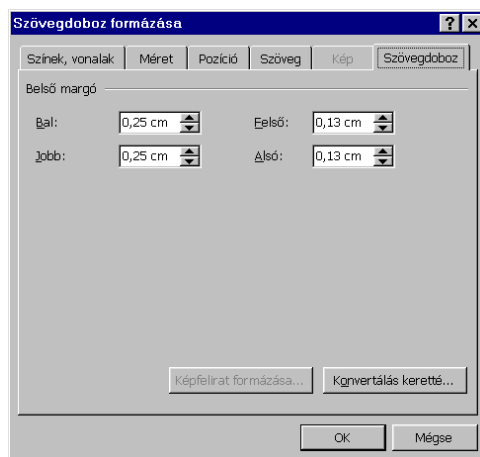 Szövegdoboz formázása
Színek, vonalak Méret Pozíció Szöveg Kép Szövegdoboz
Belső margó
Bal: 0,25 cm Felső: 0,13 cm
Jobb: 0,25 cm Alsó: 0,13 cm
Képfelirat formázása... Konvertálás keretté...
OK Mégse